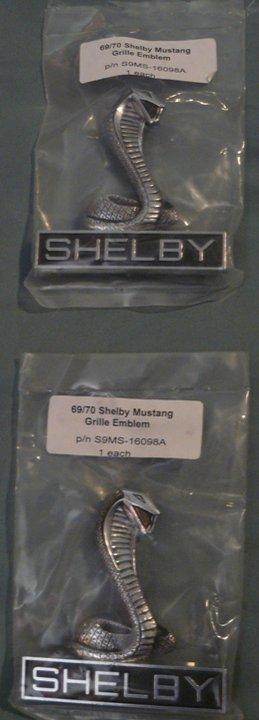 69/70 Shelby Mustang
Grille Emblem
p/n S9MS-16098A
1 each
SHELBY
69/70 Shelby Mustang
Grille Emblem
p/n S9MS-16098A
1 each
SHELBY